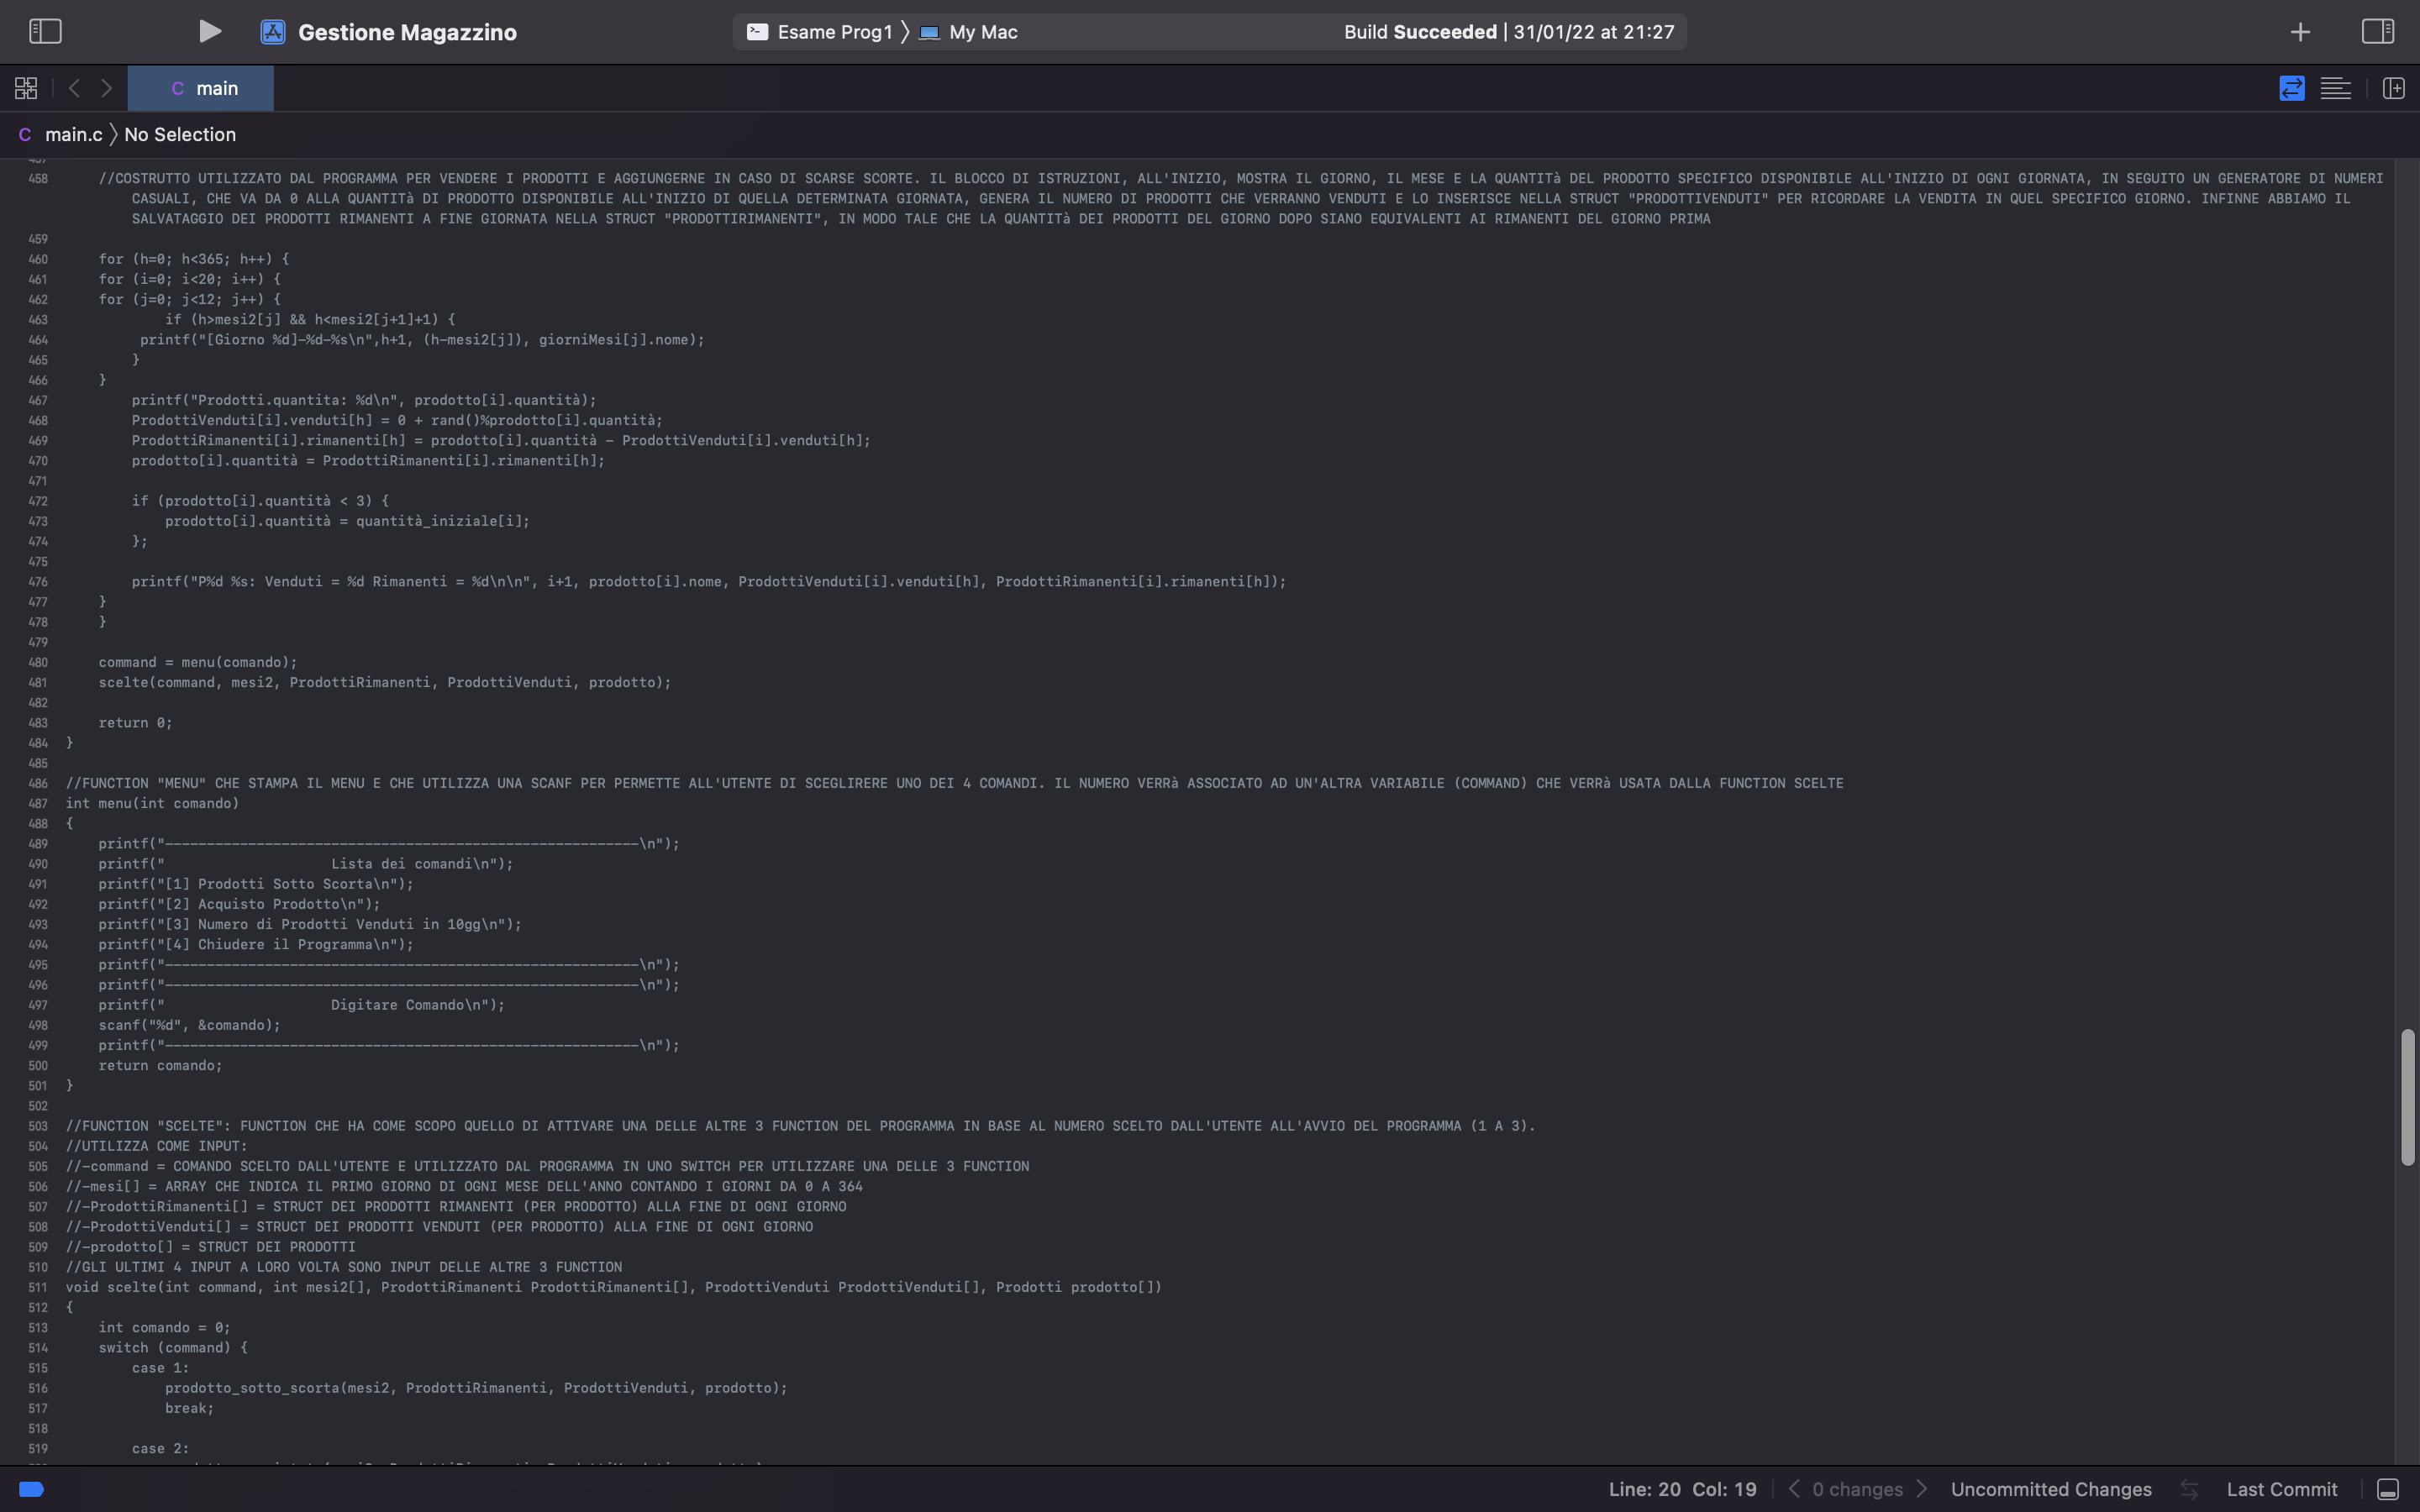 Gestione Magazzino
Esame Prog1 〉 My Mac
Build Succeeded | 31/01/22 at 21:27
C main
C main.c 〉 No Selection
458 //COSTRUTTO UTILIZZATO DAL PROGRAMMA PER VENDERE I PRODOTTI E AGGIUNGERNE IN CASO DI SCARSE SCORTE. IL BLOCCO DI ISTRUZIONI, ALL'INIZIO, MOSTRA IL GIORNO, IL MESE E LA QUANTITà DEL PRODOTTO SPECIFICO DISPONIBILE ALL'INIZIO DI OGNI GIORNATA, IN SEGUITO UN GENERATORE DI NUMERI
CASUALI, CHE VA DA 0 ALLA QUANTITà DI PRODOTTO DISPONIBILE ALL'INIZIO DI QUELLA DETERMINATA GIORNATA, GENERA IL NUMERO DI PRODOTTI CHE VERRANNO VENDUTI E LO INSERISCE NELLA STRUCT "PRODOTTIVENDUTI" PER RICORDARE LA VENDITA IN QUEL SPECIFICO GIORNO. INFINNE ABBIAMO IL
SALVATAGGIO DEI PRODOTTI RIMANENTI A FINE GIORNATA NELLA STRUCT "PRODOTTIRIMANENTI", IN MODO TALE CHE LA QUANTITà DEI PRODOTTI DEL GIORNO DOPO SIANO EQUIVALENTI AI RIMANENTI DEL GIORNO PRIMA
459
460 for (h=0; h<365; h++) {
461 for (i=0; i<20; i++) {
462 for (j=0; j<12; j++) {
463 if (h>mesi2[j] && h<mesi2[j+1]+1) {
464 printf("[Giorno %d]-%d-%s\n",h+1, (h-mesi2[j]), giorniMesi[j].nome);
465 }
466 }
467 printf("Prodotti.quantita: %d\n", prodotto[i].quantità);
468 ProdottiVenduti[i].venduti[h] = 0 + rand()%prodotto[i].quantità;
469 ProdottiRimanenti[i].rimanenti[h] = prodotto[i].quantità - ProdottiVenduti[i].venduti[h];
470 prodotto[i].quantità = ProdottiRimanenti[i].rimanenti[h];
471
472 if (prodotto[i].quantità < 3) {
473 prodotto[i].quantità = quantità_iniziale[i];
474 };
475
476 printf("P%d %s: Venduti = %d Rimanenti = %d\n\n", i+1, prodotto[i].nome, ProdottiVenduti[i].venduti[h], ProdottiRimanenti[i].rimanenti[h]);
477 }
478 }
479
480 command = menu(comando);
481 scelte(command, mesi2, ProdottiRimanenti, ProdottiVenduti, prodotto);
482
483 return 0;
484 }
485
486 //FUNCTION "MENU" CHE STAMPA IL MENU E CHE UTILIZZA UNA SCANF PER PERMETTE ALL'UTENTE DI SCEGLIRERE UNO DEI 4 COMANDI. IL NUMERO VERRà ASSOCIATO AD UN'ALTRA VARIABILE (COMMAND) CHE VERRà USATA DALLA FUNCTION SCELTE
487 int menu(int comando)
488 {
489 printf("---------------------------------------------------------\n");
490 printf("                    Lista dei comandi\n");
491 printf("[1] Prodotti Sotto Scorta\n");
492 printf("[2] Acquisto Prodotto\n");
493 printf("[3] Numero di Prodotti Venduti in 10gg\n");
494 printf("[4] Chiudere il Programma\n");
495 printf("---------------------------------------------------------\n");
496 printf("---------------------------------------------------------\n");
497 printf("                    Digitare Comando\n");
498 scanf("%d", &comando);
499 printf("---------------------------------------------------------\n");
500 return comando;
501 }
502
503 //FUNCTION "SCELTE": FUNCTION CHE HA COME SCOPO QUELLO DI ATTIVARE UNA DELLE ALTRE 3 FUNCTION DEL PROGRAMMA IN BASE AL NUMERO SCELTO DALL'UTENTE ALL'AVVIO DEL PROGRAMMA (1 A 3).
504 //UTILIZZA COME INPUT:
505 //-command = COMANDO SCELTO DALL'UTENTE E UTILIZZATO DAL PROGRAMMA IN UNO SWITCH PER UTILIZZARE UNA DELLE 3 FUNCTION
506 //-mesi[] = ARRAY CHE INDICA IL PRIMO GIORNO DI OGNI MESE DELL'ANNO CONTANDO I GIORNI DA 0 A 364
507 //-ProdottiRimanenti[] = STRUCT DEI PRODOTTI RIMANENTI (PER PRODOTTO) ALLA FINE DI OGNI GIORNO
508 //-ProdottiVenduti[] = STRUCT DEI PRODOTTI VENDUTI (PER PRODOTTO) ALLA FINE DI OGNI GIORNO
509 //-prodotto[] = STRUCT DEI PRODOTTI
510 //GLI ULTIMI 4 INPUT A LORO VOLTA SONO INPUT DELLE ALTRE 3 FUNCTION
511 void scelte(int command, int mesi2[], ProdottiRimanenti ProdottiRimanenti[], ProdottiVenduti ProdottiVenduti[], Prodotti prodotto[])
512 {
513 int comando = 0;
514 switch (command) {
515 case 1:
516 prodotto_sotto_scorta(mesi2, ProdottiRimanenti, ProdottiVenduti, prodotto);
517 break;
518
519 case 2:
Line: 20 Col: 19
0 changes
Uncommitted Changes
Last Commit